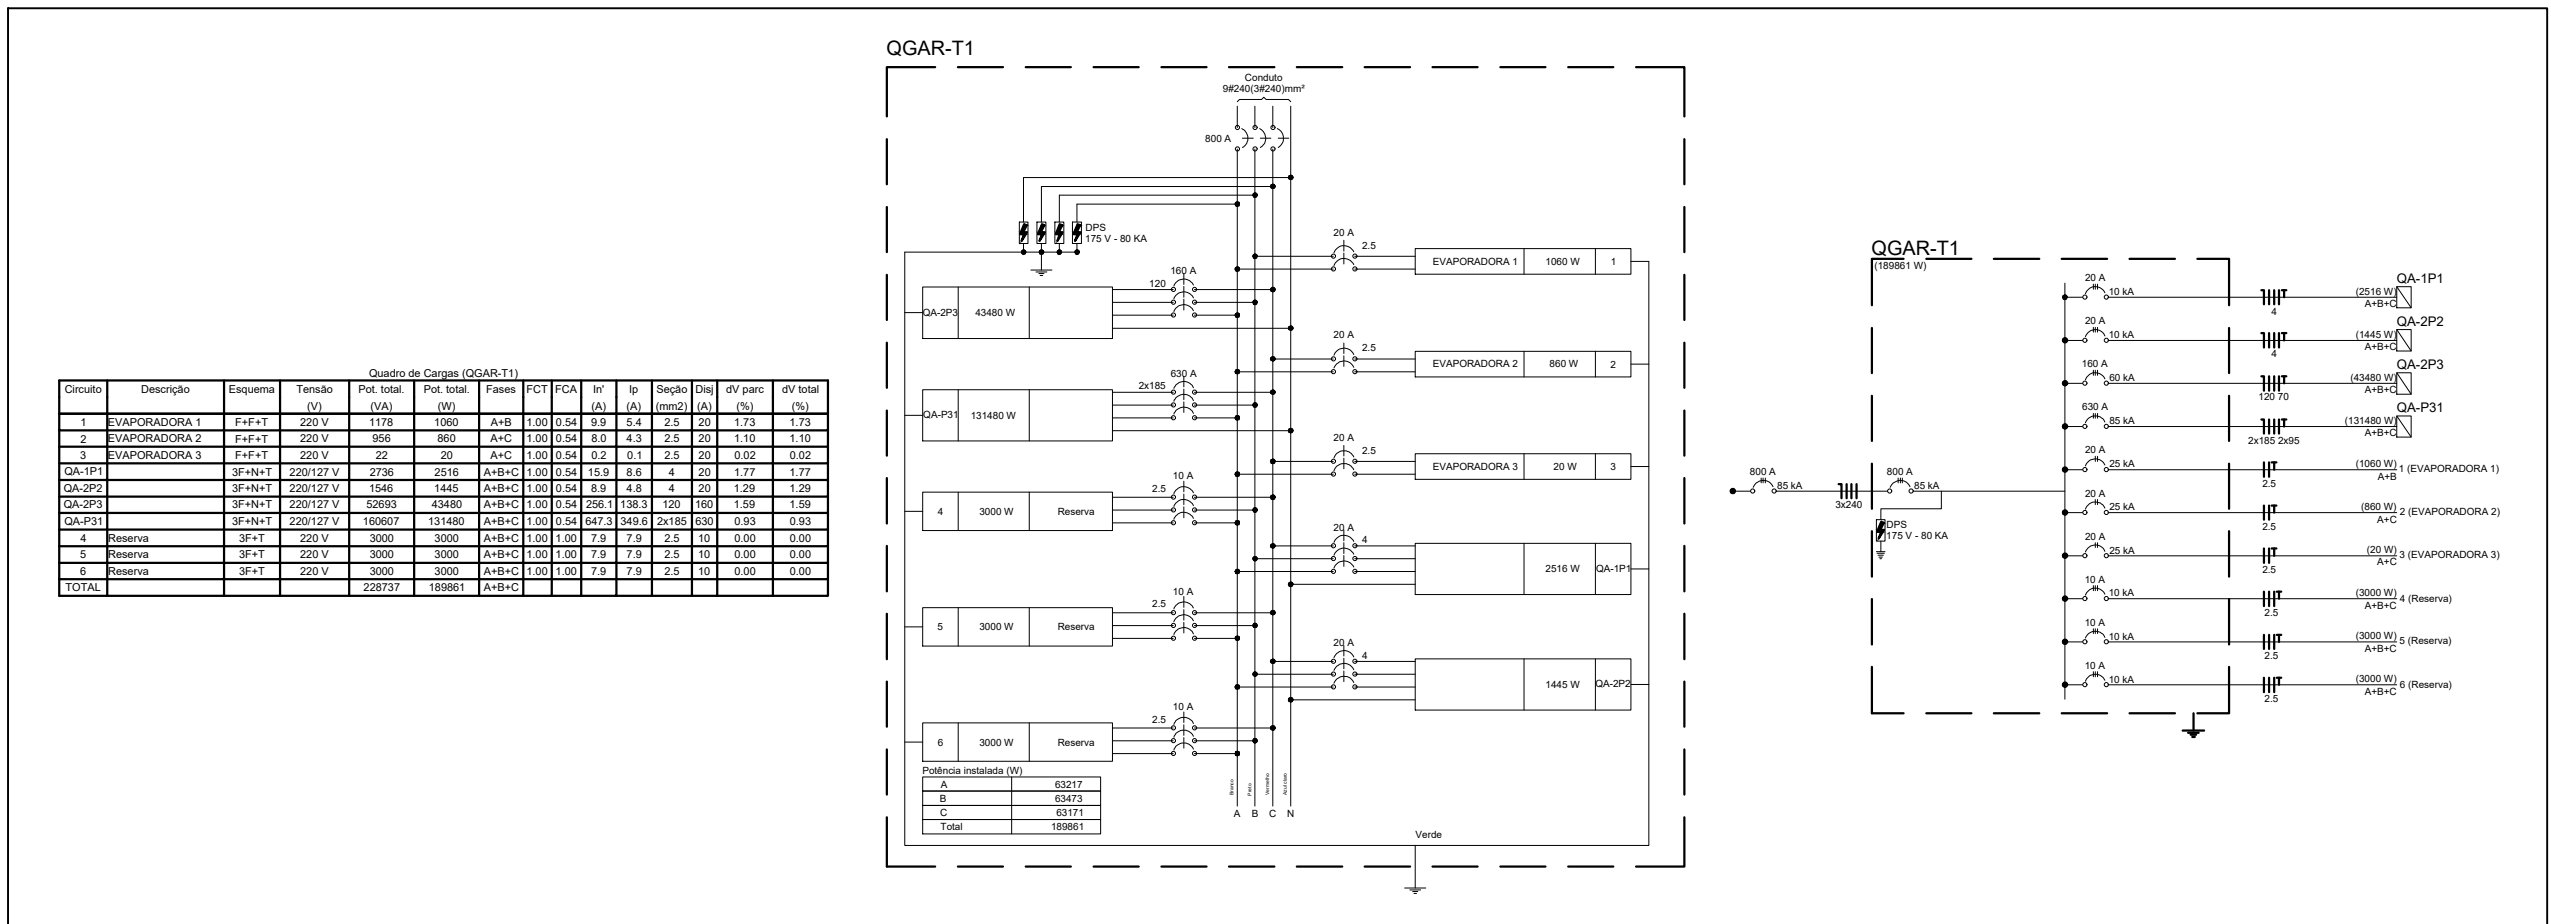 Quadro de Cargas (QGAR-T1)
Circuito Descrição Esquema Tensão Pot. total. Pot. total. Fases FCT FCA In' Ip Seção Disj dV parc dV total
(V) (VA) (W) (A) (A) (mm2) (A) (%) (%)
1 EVAPORADORA 1 F+F+T 220 V 1178 1060 A+B 1.00 0.54 9.9 5.4 2.5 20 1.73 1.73
2 EVAPORADORA 2 F+F+T 220 V 956 860 A+C 1.00 0.54 8.0 4.3 2.5 20 1.10 1.10
3 EVAPORADORA 3 F+F+T 220 V 22 20 A+C 1.00 0.54 0.2 0.1 2.5 20 0.02 0.02
QA-1P1 3F+N+T 220/127 V 2736 2516 A+B+C 1.00 0.54 15.9 8.6 4 20 1.77 1.77
QA-2P2 3F+N+T 220/127 V 1546 1445 A+B+C 1.00 0.54 8.9 4.8 4 20 1.29 1.29
QA-2P3 3F+N+T 220/127 V 52693 43480 A+B+C 1.00 0.54 256.1 138.3 120 160 1.59 1.59
QA-P31 3F+N+T 220/127 V 160607 131480 A+B+C 1.00 0.54 647.3 349.6 2x185 630 0.93 0.93
4 Reserva 3F+T 220 V 3000 3000 A+B+C 1.00 1.00 7.9 7.9 2.5 10 0.00 0.00
5 Reserva 3F+T 220 V 3000 3000 A+B+C 1.00 1.00 7.9 7.9 2.5 10 0.00 0.00
6 Reserva 3F+T 220 V 3000 3000 A+B+C 1.00 1.00 7.9 7.9 2.5 10 0.00 0.00
TOTAL 228737 189861 A+B+C
QGAR-T1
Conduto
9#240(3#240)mm²
800 A
DPS
175 V - 80 KA
20 A
2.5
EVAPORADORA 1 1060 W 1
160 A
120
QA-2P3 43480 W
20 A
2.5
EVAPORADORA 2 860 W 2
630 A
2x185
QA-P31 131480 W
20 A
2.5
EVAPORADORA 3 20 W 3
10 A
2.5
4 3000 W Reserva
20 A
4
2516 W QA-1P1
10 A
2.5
5 3000 W Reserva
20 A
4
1445 W QA-2P2
10 A
2.5
6 3000 W Reserva
Potência instalada (W)
A 63217
B 63473
C 63171
Total 189861
Branco
Preto
Vermelho
Azul claro
A B C N
Verde
QGAR-T1
(189861 W)
800 A
85 kA
3x240
800 A
85 kA
DPS
175 V - 80 KA
20 A
10 kA
4
(2516 W)
A+B+C
QA-1P1
20 A
10 kA
4
(1445 W)
A+B+C
QA-2P2
160 A
60 kA
120 70
(43480 W)
A+B+C
QA-2P3
630 A
85 kA
2x185 2x95
(131480 W)
A+B+C
QA-P31
20 A
25 kA
2.5
(1060 W)
A+B
1 (EVAPORADORA 1)
20 A
25 kA
2.5
(860 W)
A+C
2 (EVAPORADORA 2)
20 A
25 kA
2.5
(20 W)
A+C
3 (EVAPORADORA 3)
10 A
10 kA
2.5
(3000 W)
A+B+C
4 (Reserva)
10 A
10 kA
2.5
(3000 W)
A+B+C
5 (Reserva)
10 A
10 kA
2.5
(3000 W)
A+B+C
6 (Reserva)